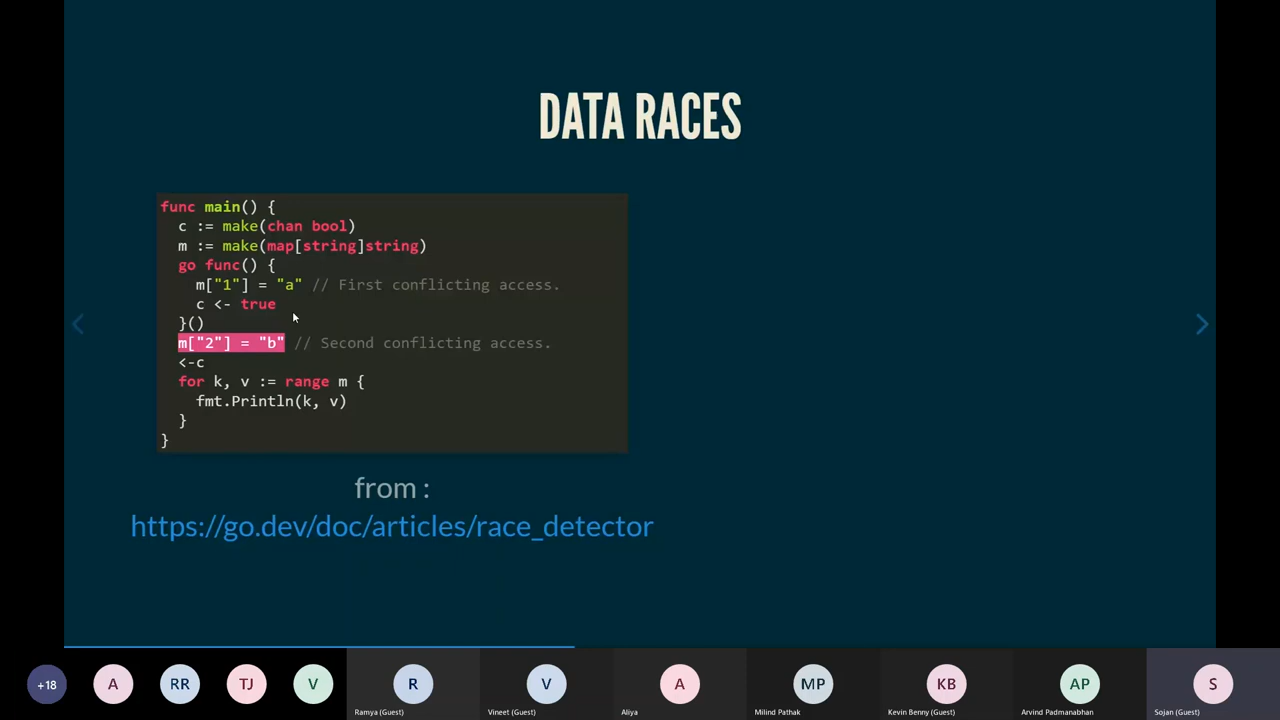 DATA RACES
func main() {
  c := make(chan bool)
  m := make(map[string]string)
  go func() {
    m["1"] = "a" // First conflicting access.
    c <- true
  }()
  m["2"] = "b" // Second conflicting access.
  <-c
  for k, v := range m {
    fmt.Println(k, v)
  }
}
from :
https://go.dev/doc/articles/race_detector
+18
A
RR
TJ
V
R
V
A
MP
KB
AP
S
Ramya (Guest)
Vineet (Guest)
Aliya
Milind Pathak
Kevin Benny (Guest)
Arvind Padmanabhan
Sojan (Guest)